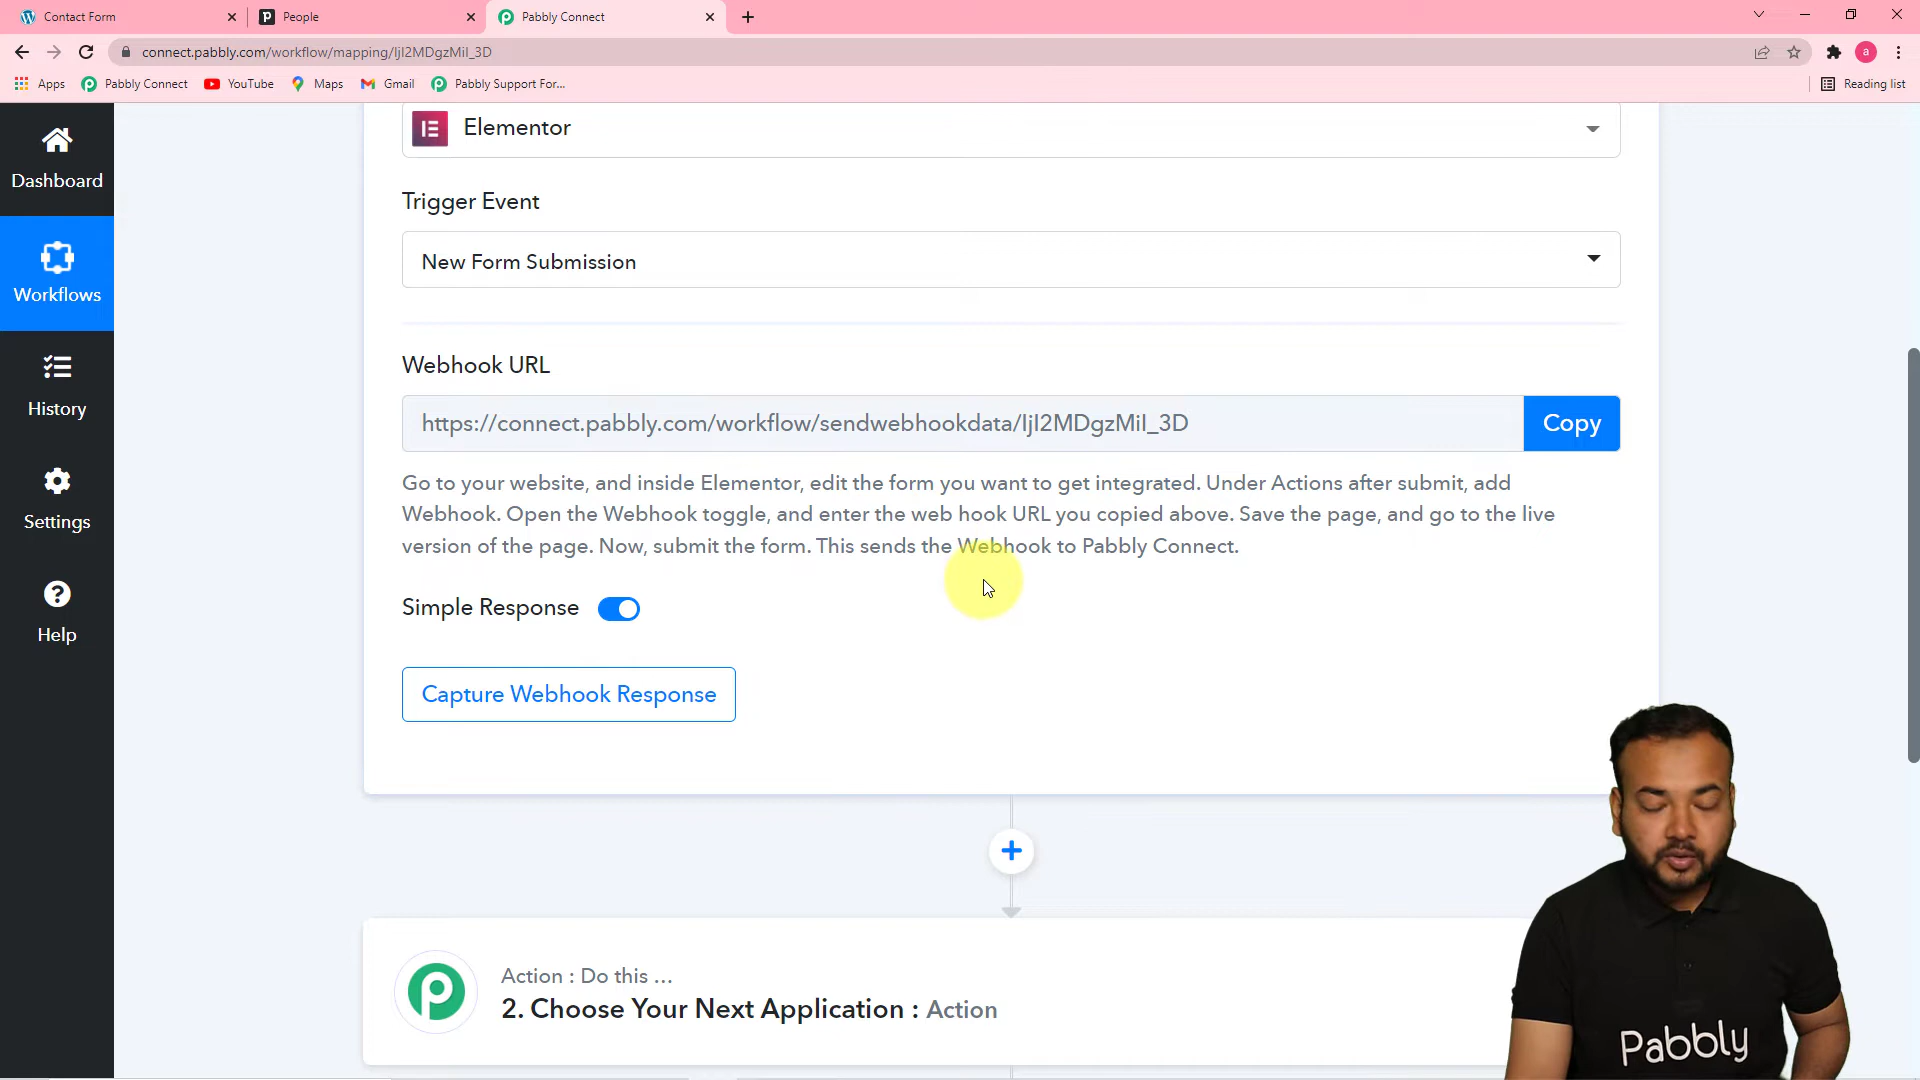 Contact Form
People
Pabbly Connect
connect.pabbly.com/workflow/mapping/IjI2MDgzMiI_3D
a
Apps
Pabbly Connect
YouTube
Maps
Gmail
Pabbly Support For...
Reading list
Dashboard
Workflows
History
Settings
Help
Elementor
Trigger Event
New Form Submission
Webhook URL
https://connect.pabbly.com/workflow/sendwebhookdata/IjI2MDgzMiI_3D
Copy
Go to your website, and inside Elementor, edit the form you want to get integrated. Under Actions after submit, add
Webhook. Open the Webhook toggle, and enter the web hook URL you copied above. Save the page, and go to the live
version of the page. Now, submit the form. This sends the Webhook to Pabbly Connect.
Simple Response
Capture Webhook Response
Action : Do this ...
2. Choose Your Next Application : Action
Pabbly